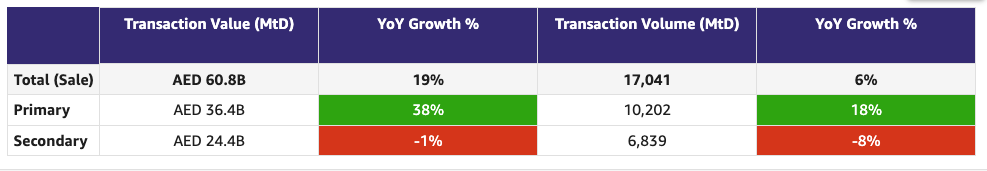 Transaction Value (MtD) YoY Growth % Transaction Volume (MtD) YoY Growth %
Total (Sale) AED 60.8B 19% 17,041 6%
Primary AED 36.4B 38% 10,202 18%
Secondary AED 24.4B -1% 6,839 -8%